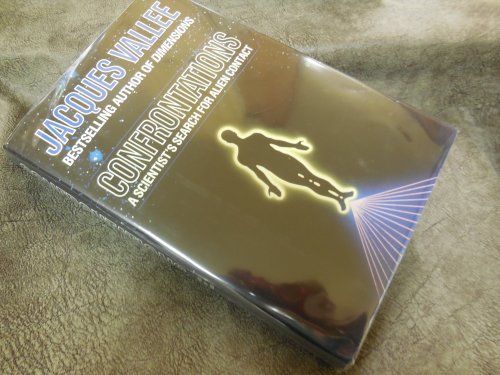 JACQUES VALLEE
BESTSELLING AUTHOR OF DIMENSIONS
CONFRONTATIONS
A SCIENTIST'S SEARCH FOR ALIEN CONTACT